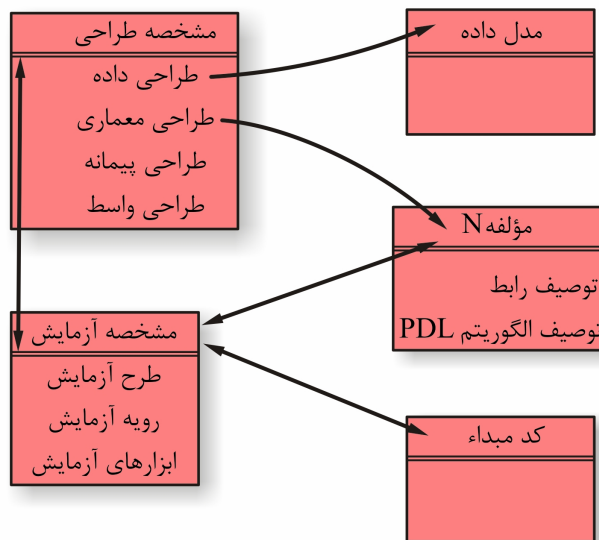 مشخصه طراحی
طراحی داده
طراحی معماری
طراحی پیمانه
طراحی واسط
مدل داده
مؤلفه N
توصیف رابط
توصیف الگوریتم PDL
مشخصه آزمایش
طرح آزمایش
رویه آزمایش
ابزارهای آزمایش
کد مبداء